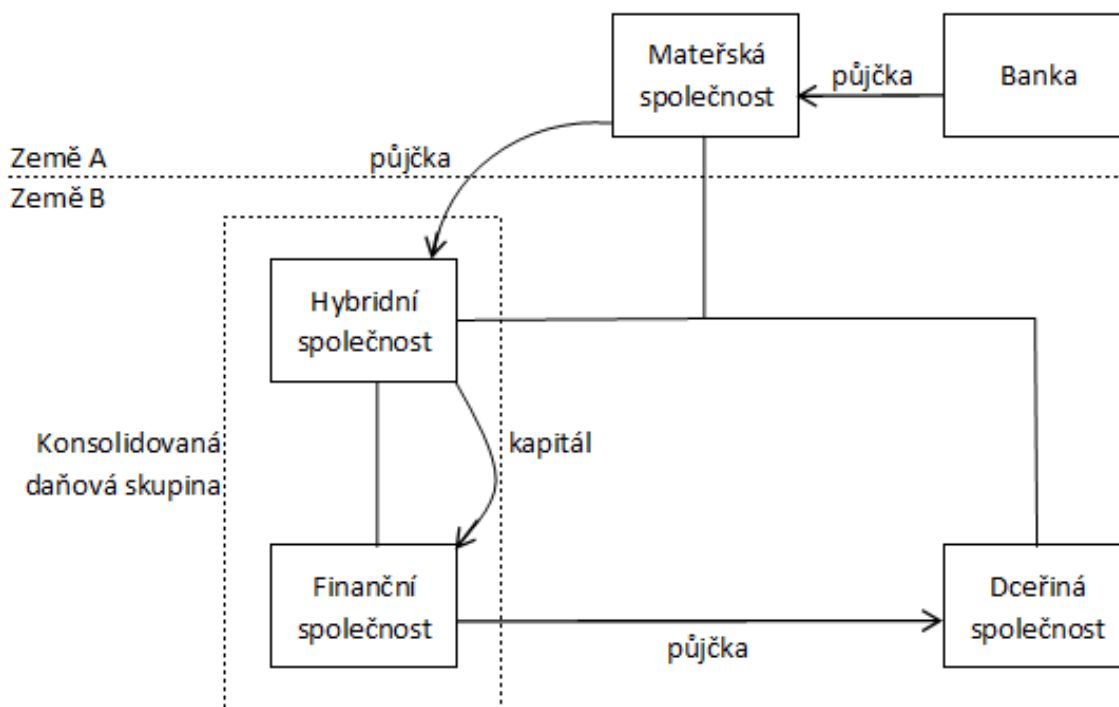 Mateřská
společnost
půjčka
Banka
Země A
půjčka
Země B
Hybridní
společnost
Konsolidovaná
daňová skupina
kapitál
Finanční
společnost
půjčka
Dceřiná
společnost